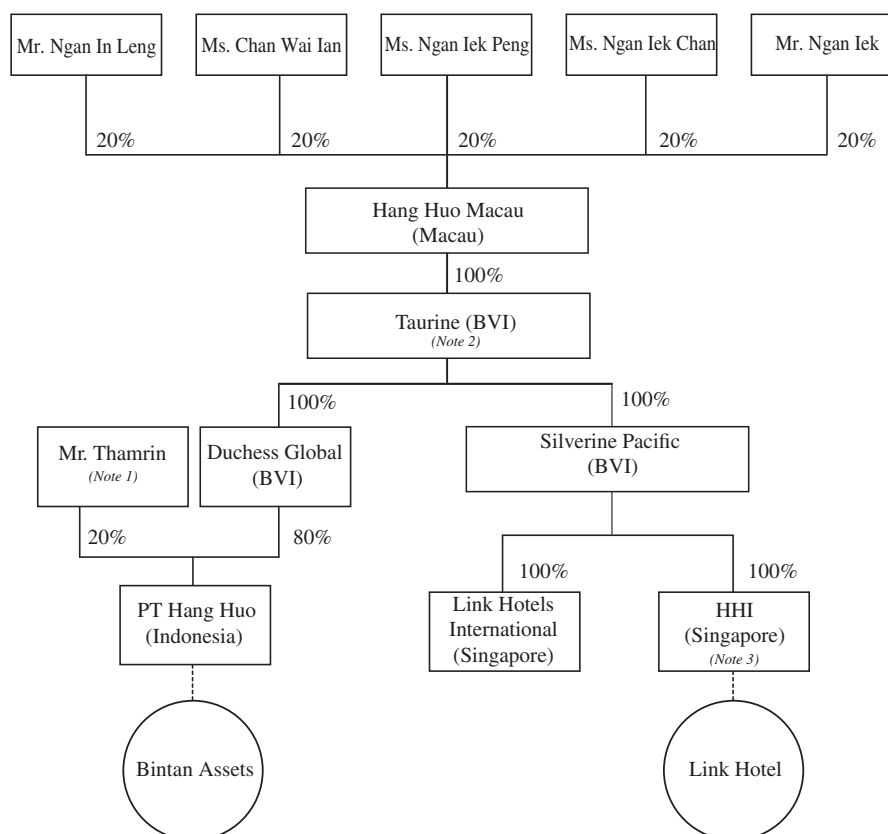 Mr. Ngan In Leng
Ms. Chan Wai Ian
Ms. Ngan Iek Peng
Ms. Ngan Iek Chan
Mr. Ngan Iek
20%
20%
20%
20%
20%
Hang Huo Macau
(Macau)
100%
Taurine (BVI)
(Note 2)
100%
100%
Mr. Thamrin
(Note 1)
Duchess Global
(BVI)
Silverine Pacific
(BVI)
20%
80%
100%
100%
PT Hang Huo
(Indonesia)
Link Hotels
International
(Singapore)
HHI
(Singapore)
(Note 3)
Bintan Assets
Link Hotel